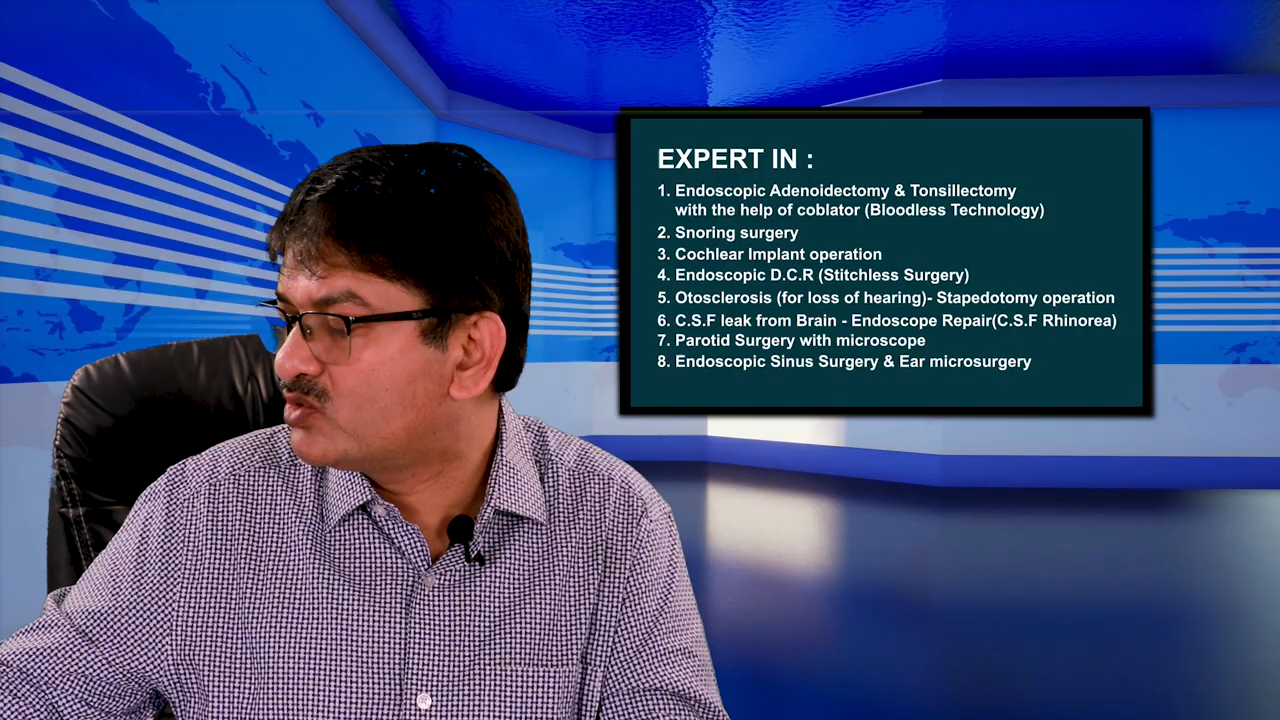 EXPERT IN :
1. Endoscopic Adenoidectomy & Tonsillectomy
with the help of coblator (Bloodless Technology)
2. Snoring surgery
3. Cochlear Implant operation
4. Endoscopic D.C.R (Stitchless Surgery)
5. Otosclerosis (for loss of hearing)- Stapedotomy operation
6. C.S.F leak from Brain - Endoscope Repair(C.S.F Rhinorea)
7. Parotid Surgery with microscope
8. Endoscopic Sinus Surgery & Ear microsurgery